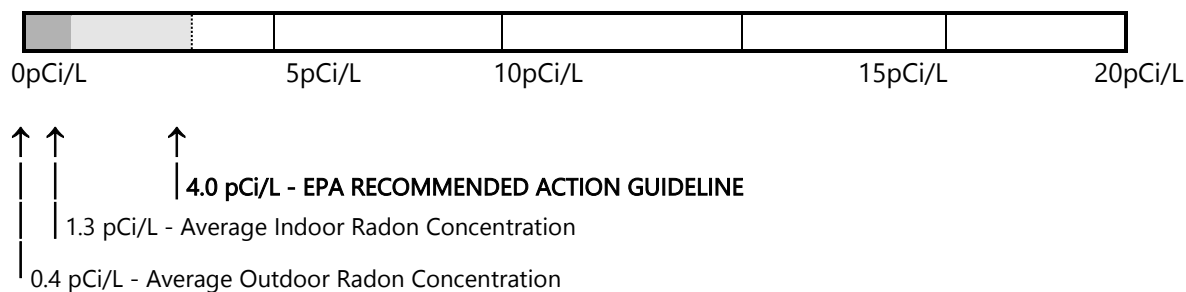 0pCi/L 5pCi/L 10pCi/L 15pCi/L 20pCi/L
4.0 pCi/L - EPA RECOMMENDED ACTION GUIDELINE
1.3 pCi/L - Average Indoor Radon Concentration
0.4 pCi/L - Average Outdoor Radon Concentration